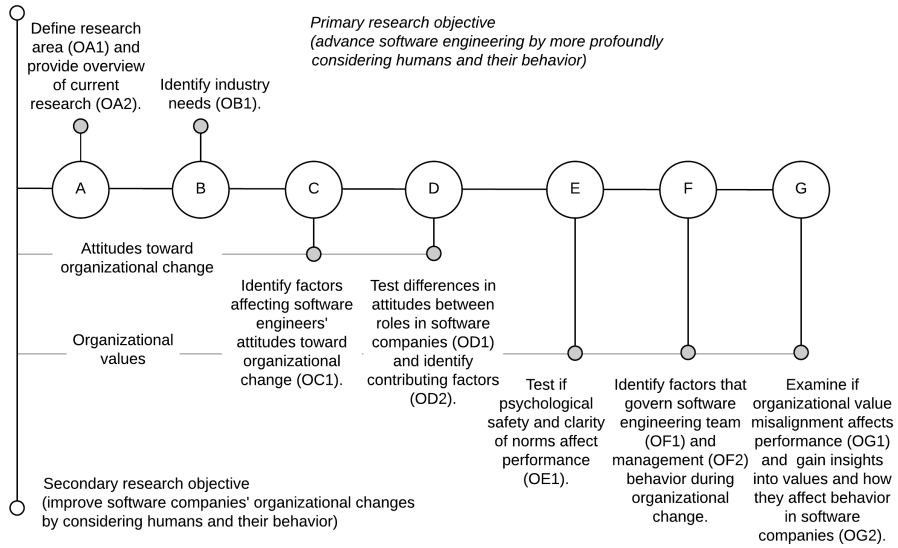 Primary research objective
(advance software engineering by more profoundly
considering humans and their behavior)
Define research
area (OA1) and
provide overview
of current
research (OA2).
Identify industry
needs (OB1).
A
B
C
D
E
F
G
Attitudes toward
organizational change
Identify factors
affecting software
engineers'
attitudes toward
organizational
change (OC1).
Test differences in
attitudes between
roles in software
companies (OD1)
and identify
contributing factors
(OD2).
Organizational
values
Test if
psychological
safety and clarity
of norms affect
performance
(OE1).
Identify factors that
govern software
engineering team
(OF1) and
management (OF2)
behavior during
organizational
change.
Examine if
organizational value
misalignment affects
performance (OG1)
and gain insights
into values and how
they affect behavior
in software
companies (OG2).
Secondary research objective
(improve software companies' organizational changes
by considering humans and their behavior)